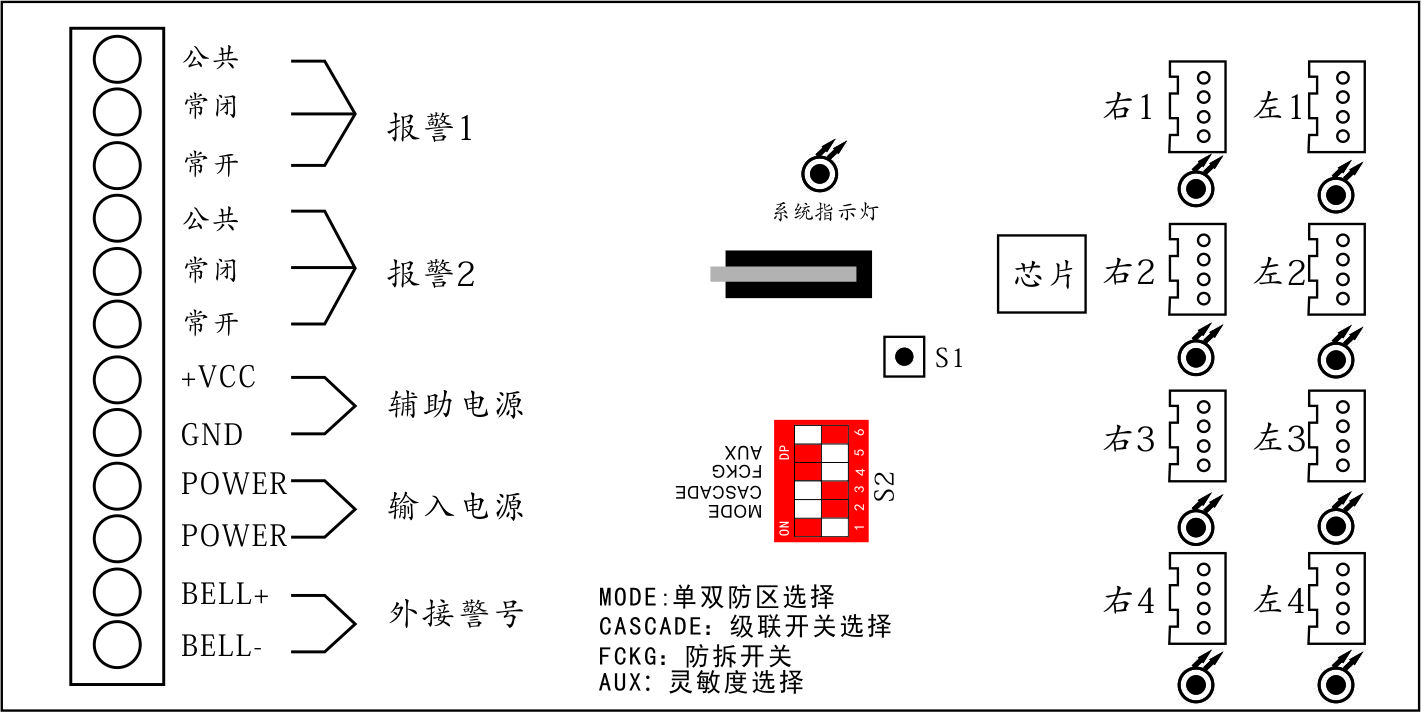 公共
常闭
常开
报警1
公共
常闭
常开
报警2
+VCC
GND
辅助电源
POWER
POWER
输入电源
BELL+
BELL-
外接警号
系统指示灯
芯片
S1
AUX
FCKG
CASCADE
MODE
DP
ON
6
5
4
3
2
1
S2
MODE:单双防区选择
CASCADE: 级联开关选择
FCKG: 防拆开关
AUX: 灵敏度选择
右1 左1
右2 左2
右3 左3
右4 左4